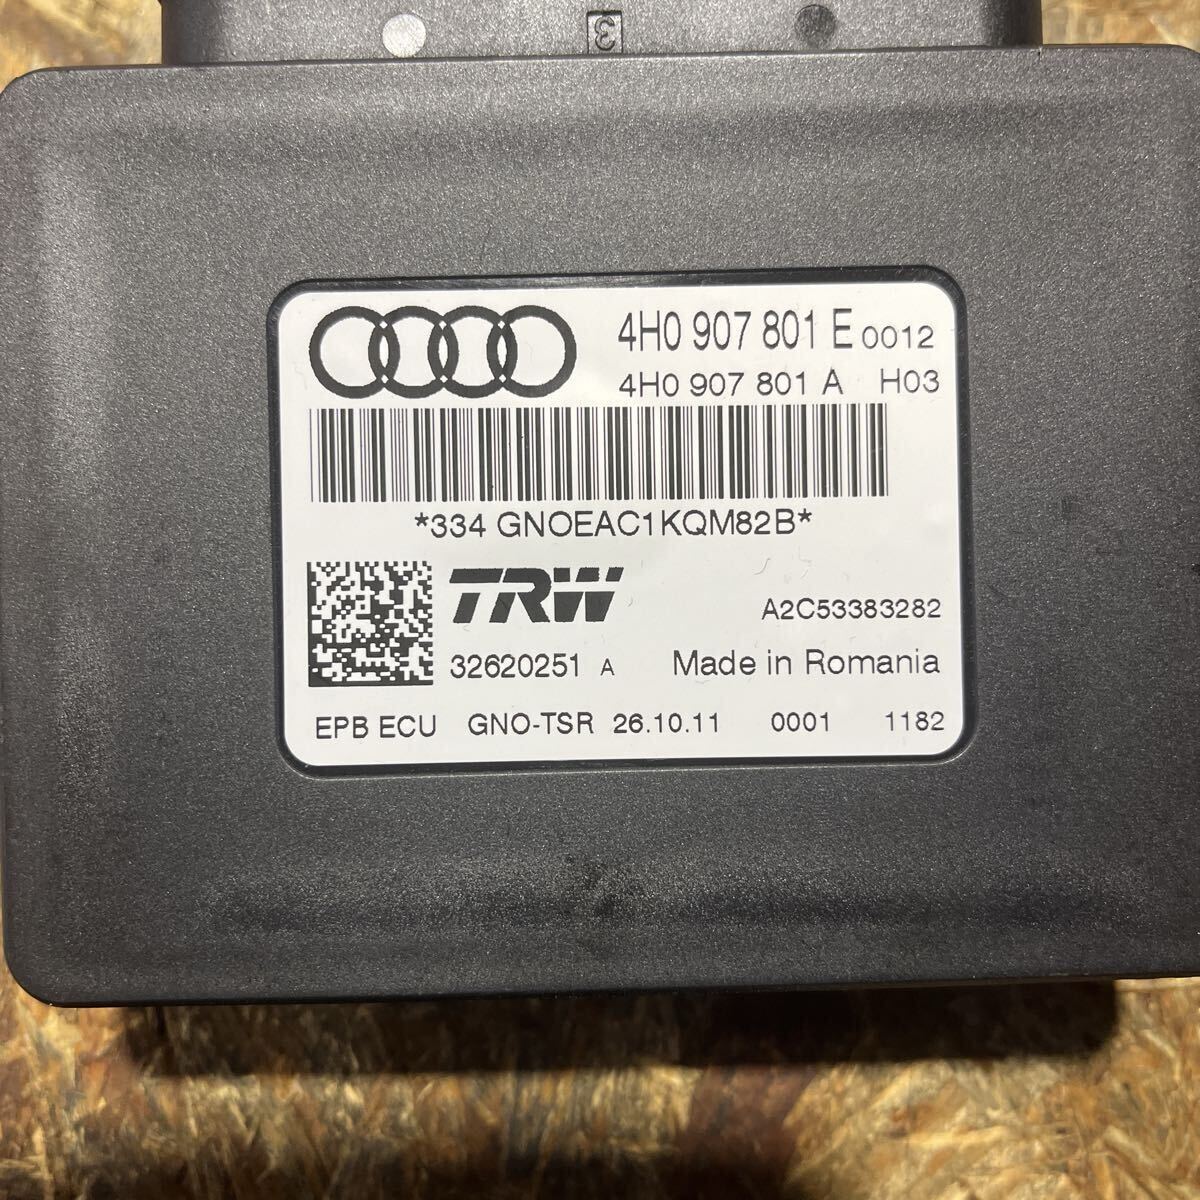 3
4H0 907 801 E 0012
4H0 907 801 A H03
*334 GNOEAC1KQM82B*
TRW
A2C53383282
32620251 A Made in Romania
EPB ECU GNO-TSR 26.10.11 0001 1182